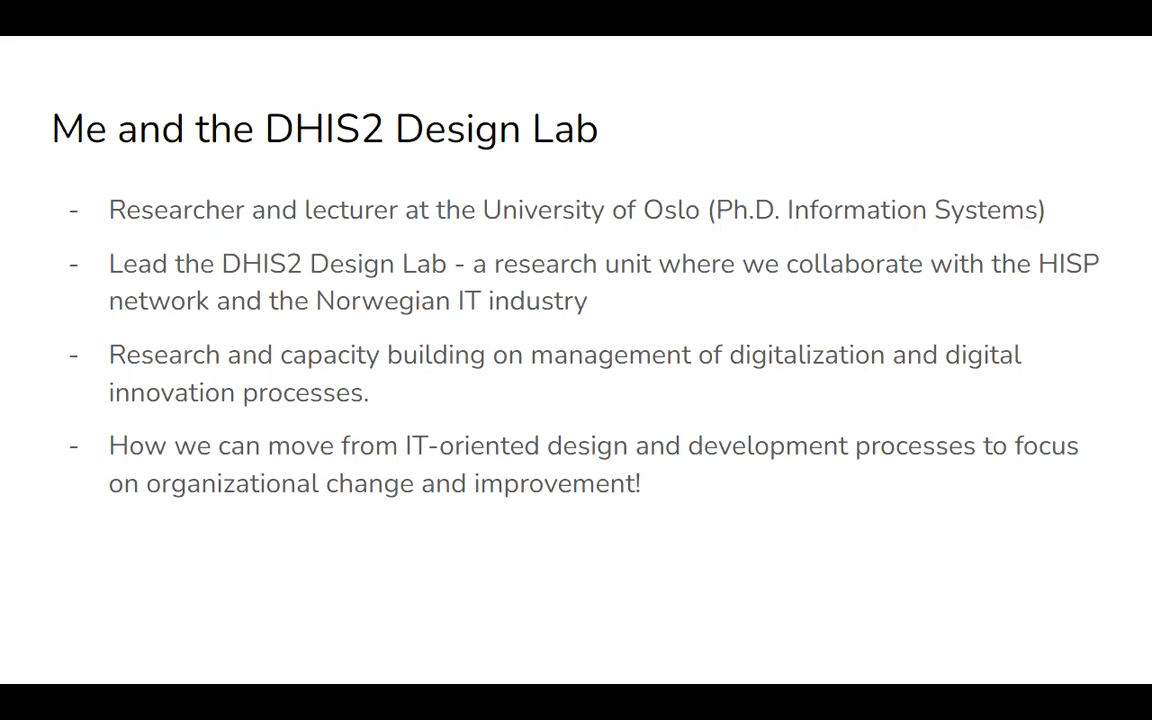 Me and the DHIS2 Design Lab
- Researcher and lecturer at the University of Oslo (Ph.D. Information Systems)
- Lead the DHIS2 Design Lab - a research unit where we collaborate with the HISP
network and the Norwegian IT industry
- Research and capacity building on management of digitalization and digital
innovation processes.
- How we can move from IT-oriented design and development processes to focus
on organizational change and improvement!